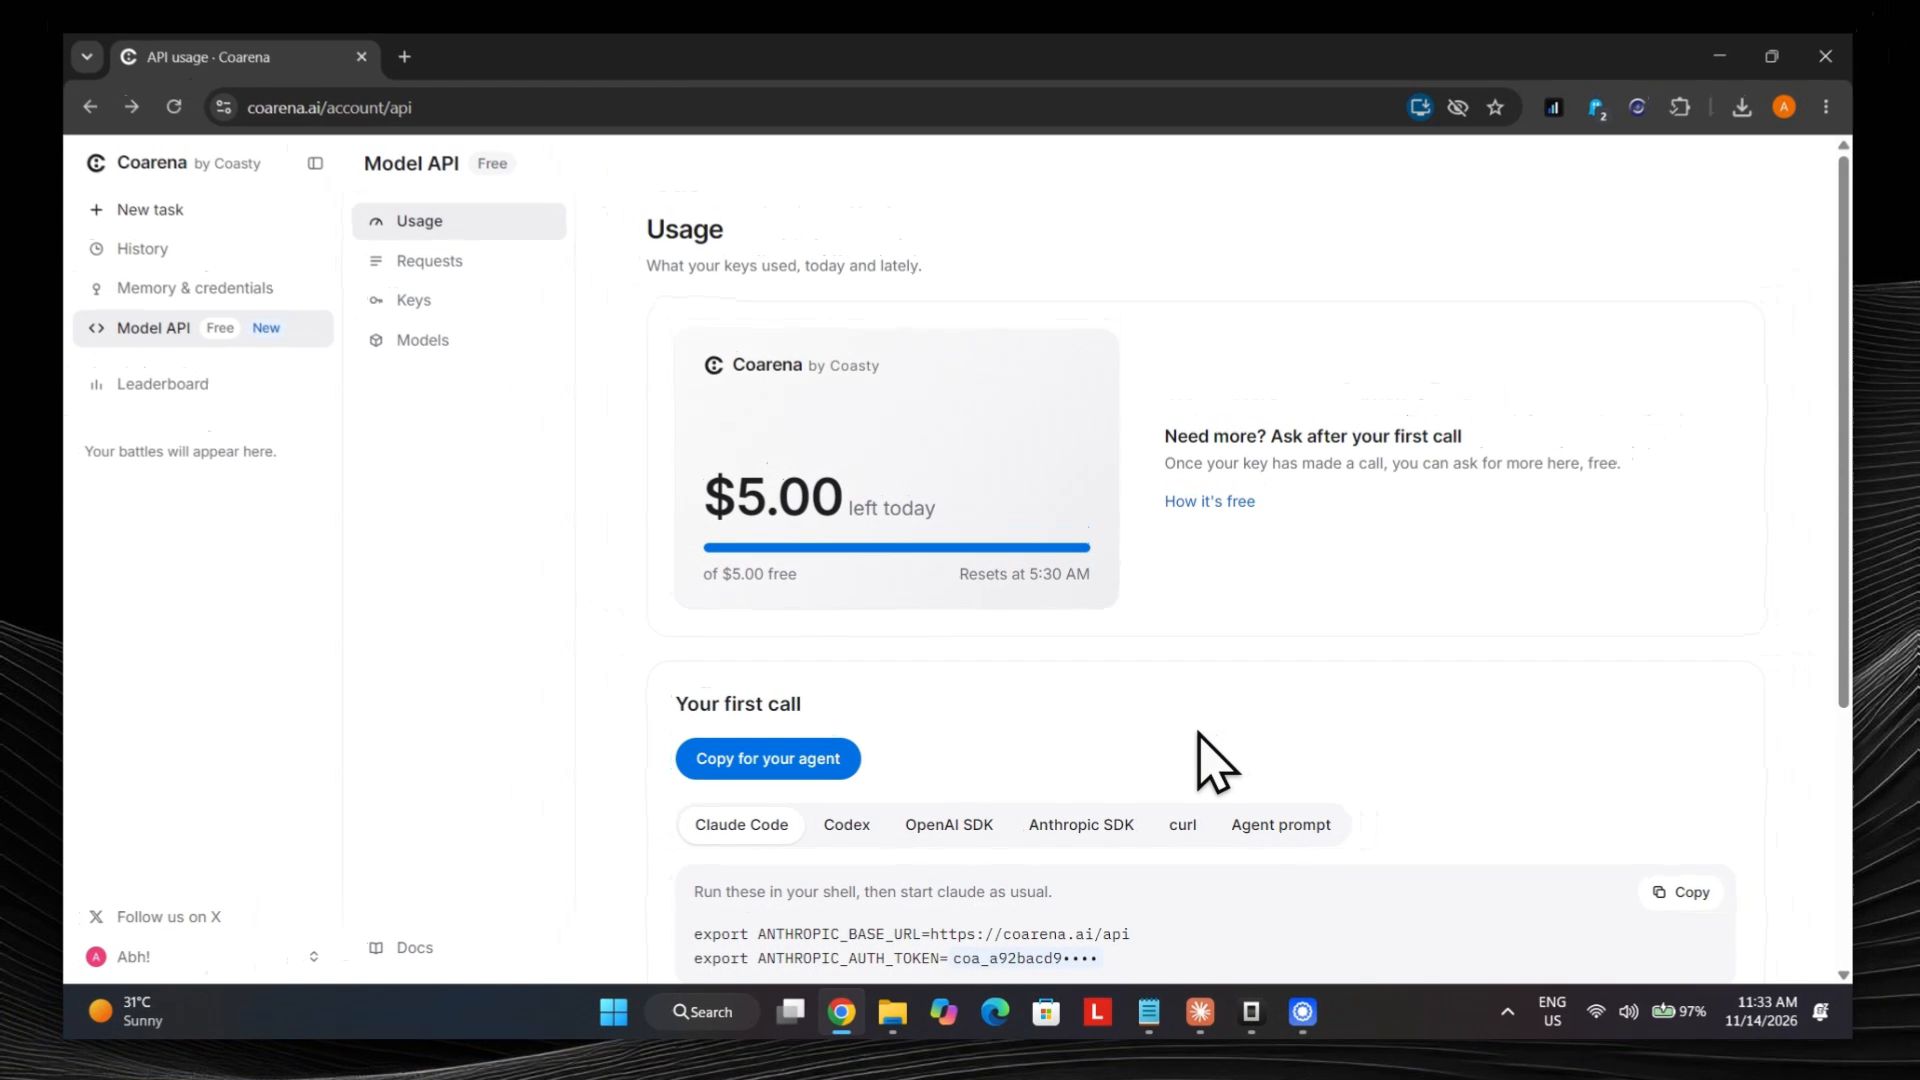 API usage · Coarena
coarena.ai/account/api
2
A
Coarena by Coasty
New task
History
Memory & credentials
Model API Free New
Leaderboard
Your battles will appear here.
Follow us on X
A Abh!
Model API Free
Usage
Requests
Keys
Models
Docs
Usage
What your keys used, today and lately.
Coarena by Coasty
$5.00 left today
of $5.00 free Resets at 5:30 AM
Need more? Ask after your first call
Once your key has made a call, you can ask for more here, free.
How it's free
Your first call
Copy for your agent
Claude Code Codex OpenAI SDK Anthropic SDK curl Agent prompt
Run these in your shell, then start claude as usual.
Copy
export ANTHROPIC_BASE_URL=https://coarena.ai/api
export ANTHROPIC_AUTH_TOKEN=coa_a92bacd9••••
31°C
Sunny
Search
L
ENG
US
97%
11:33 AM
11/14/2026